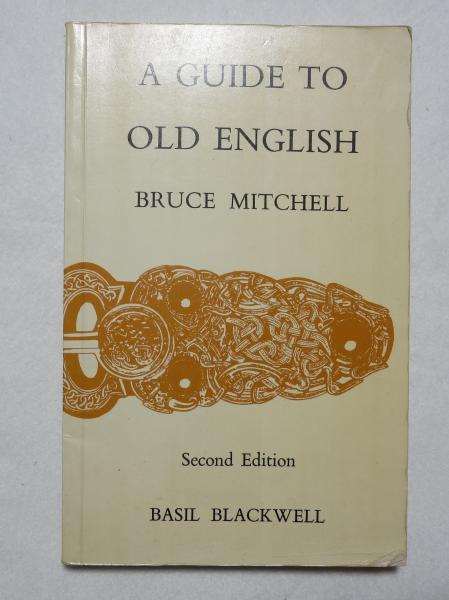 A GUIDE TO
OLD ENGLISH
BRUCE MITCHELL
Second Edition
BASIL BLACKWELL